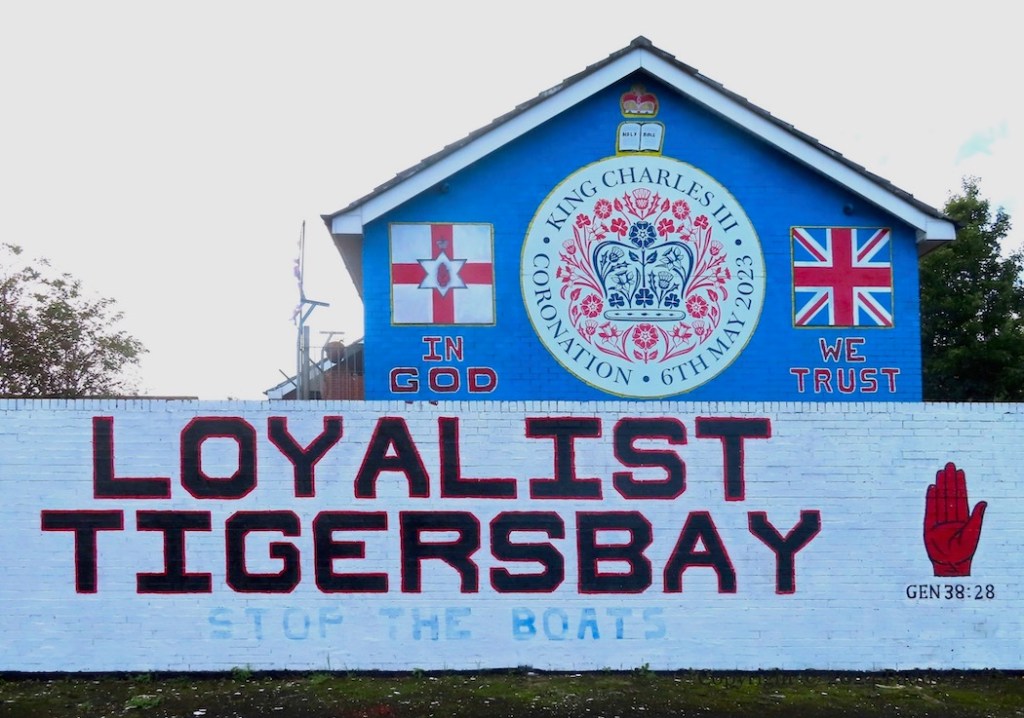 HOLY BIBLE
KING CHARLES III
CORONATION · 6TH MAY 2023
IN
GOD
WE
TRUST
LOYALIST
TIGERSBAY
STOP THE BOATS
GEN 38:28